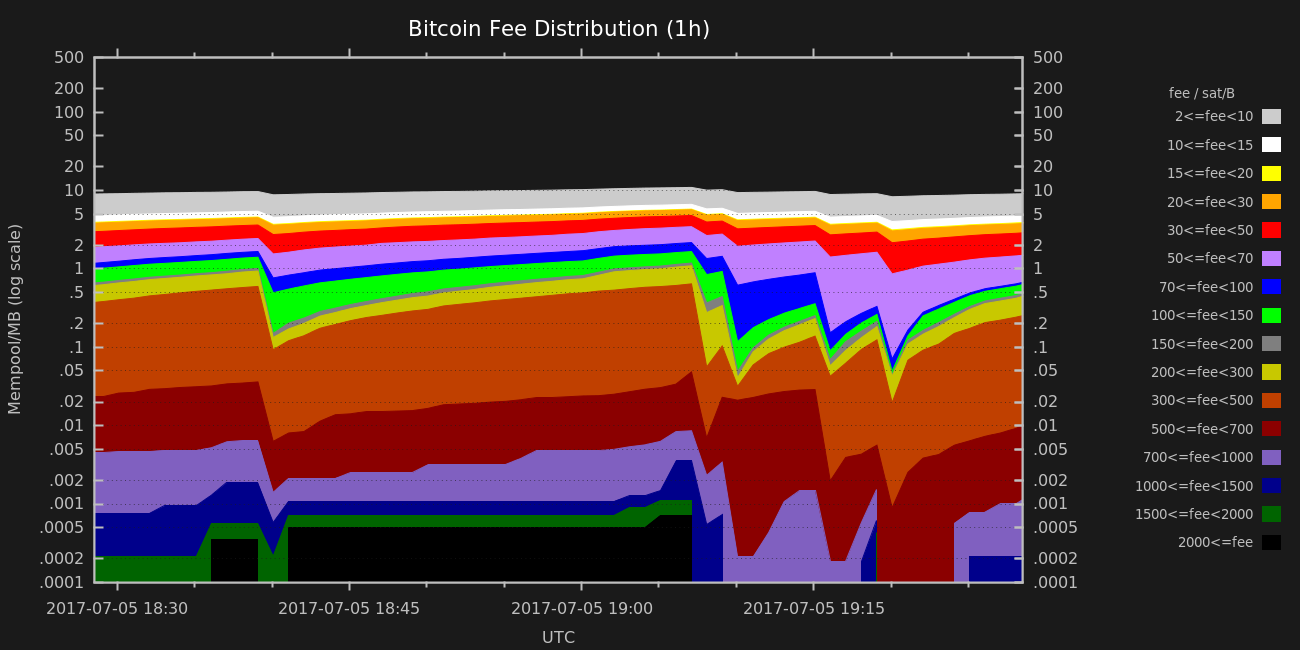 Bitcoin Fee Distribution (1h)
500 500
200 200
100 100
50 50
20 20
10 10
5 5
2 2
1 1
.5 .5
.2 .2
.1 .1
.05 .05
.02 .02
.01 .01
.005 .005
.002 .002
.001 .001
.0005 .0005
.0002 .0002
.0001 .0001
Mempool/MB (log scale)
2017-07-05 18:30 2017-07-05 18:45 2017-07-05 19:00 2017-07-05 19:15
UTC
fee / sat/B
2<=fee<10
10<=fee<15
15<=fee<20
20<=fee<30
30<=fee<50
50<=fee<70
70<=fee<100
100<=fee<150
150<=fee<200
200<=fee<300
300<=fee<500
500<=fee<700
700<=fee<1000
1000<=fee<1500
1500<=fee<2000
2000<=fee